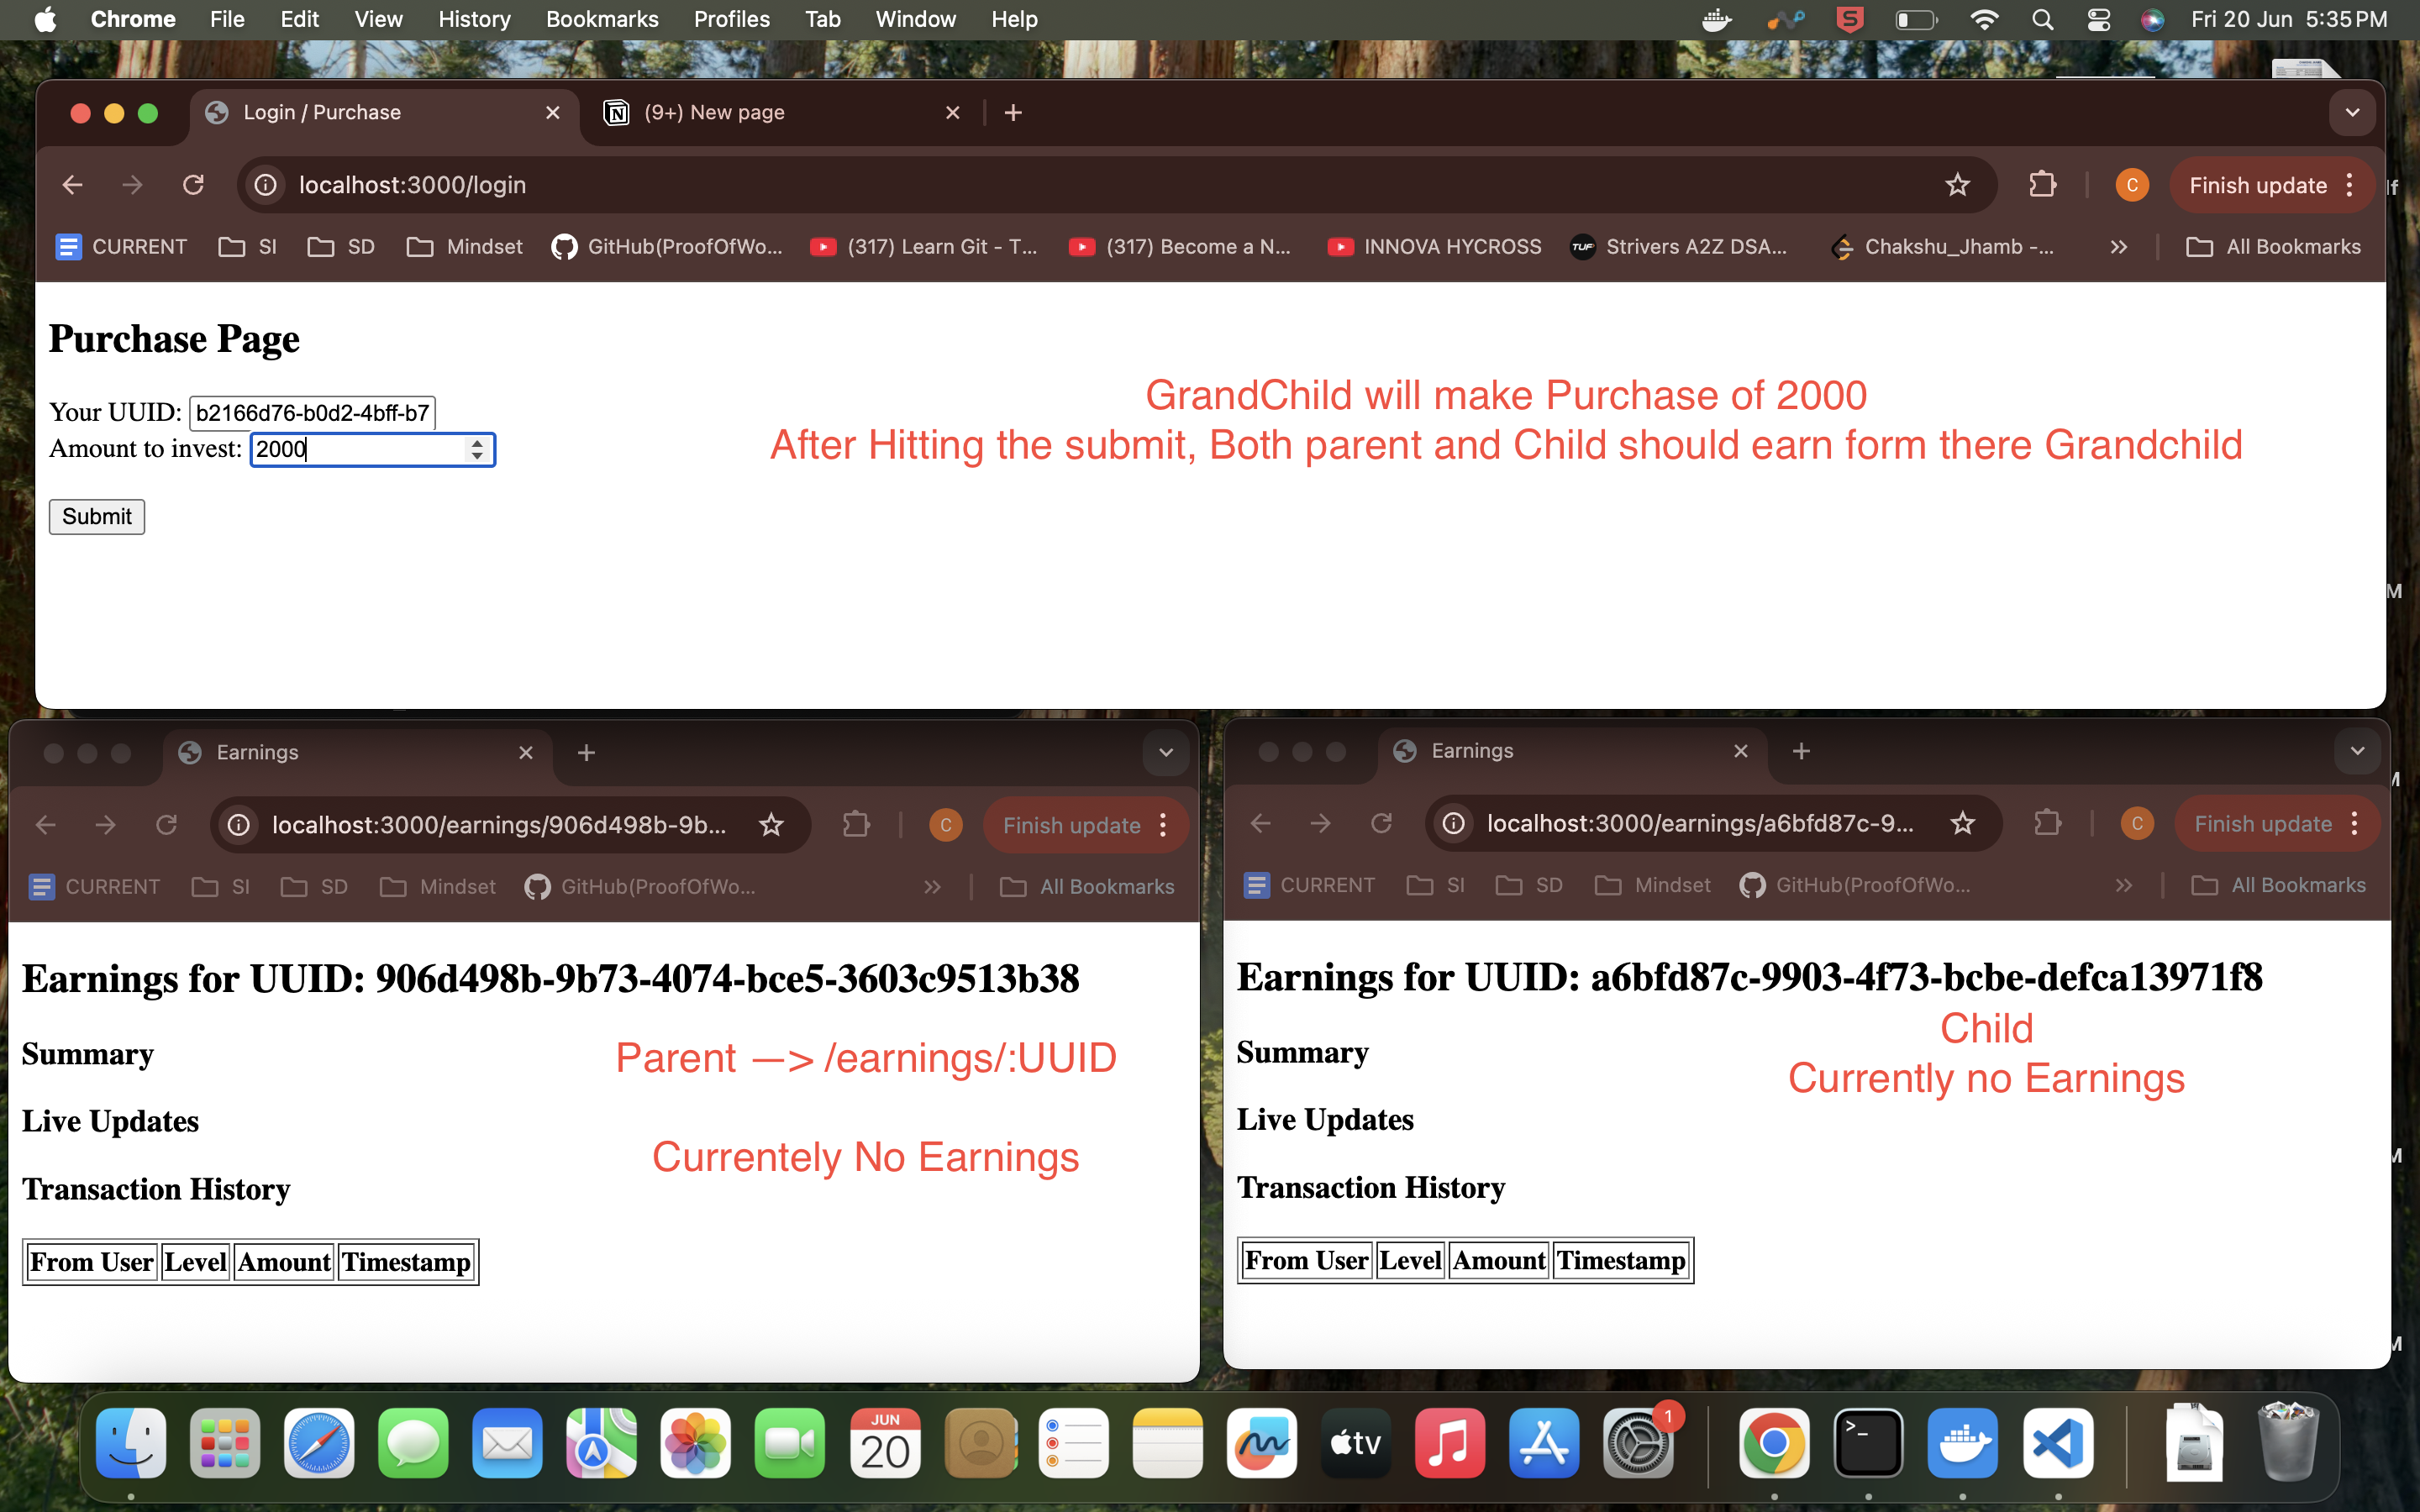 Chrome File Edit View History Bookmarks Profiles Tab Window Help Fri 20 Jun 5:35 PM
Login / Purchase (9+) New page
localhost:3000/login C Finish update
CURRENT SI SD Mindset GitHub(ProofOfWo... (317) Learn Git - T... (317) Become a N... INNOVA HYCROSS TUF Strivers A2Z DSA... Chakshu_Jhamb -... All Bookmarks
Purchase Page
GrandChild will make Purchase of 2000
Your UUID: b2166d76-b0d2-4bff-b7
Amount to invest: 2000
After Hitting the submit, Both parent and Child should earn form there Grandchild
Submit
Earnings
localhost:3000/earnings/906d498b-9b... C Finish update
CURRENT SI SD Mindset GitHub(ProofOfWo... All Bookmarks
Earnings for UUID: 906d498b-9b73-4074-bce5-3603c9513b38
Summary
Parent —> /earnings/:UUID
Live Updates
Currentely No Earnings
Transaction History
From User Level Amount Timestamp
Earnings
localhost:3000/earnings/a6bfd87c-9... C Finish update
CURRENT SI SD Mindset GitHub(ProofOfWo... All Bookmarks
Earnings for UUID: a6bfd87c-9903-4f73-bcbe-defca13971f8
Child
Summary
Currently no Earnings
Live Updates
Transaction History
From User Level Amount Timestamp
JUN
20
tv
1